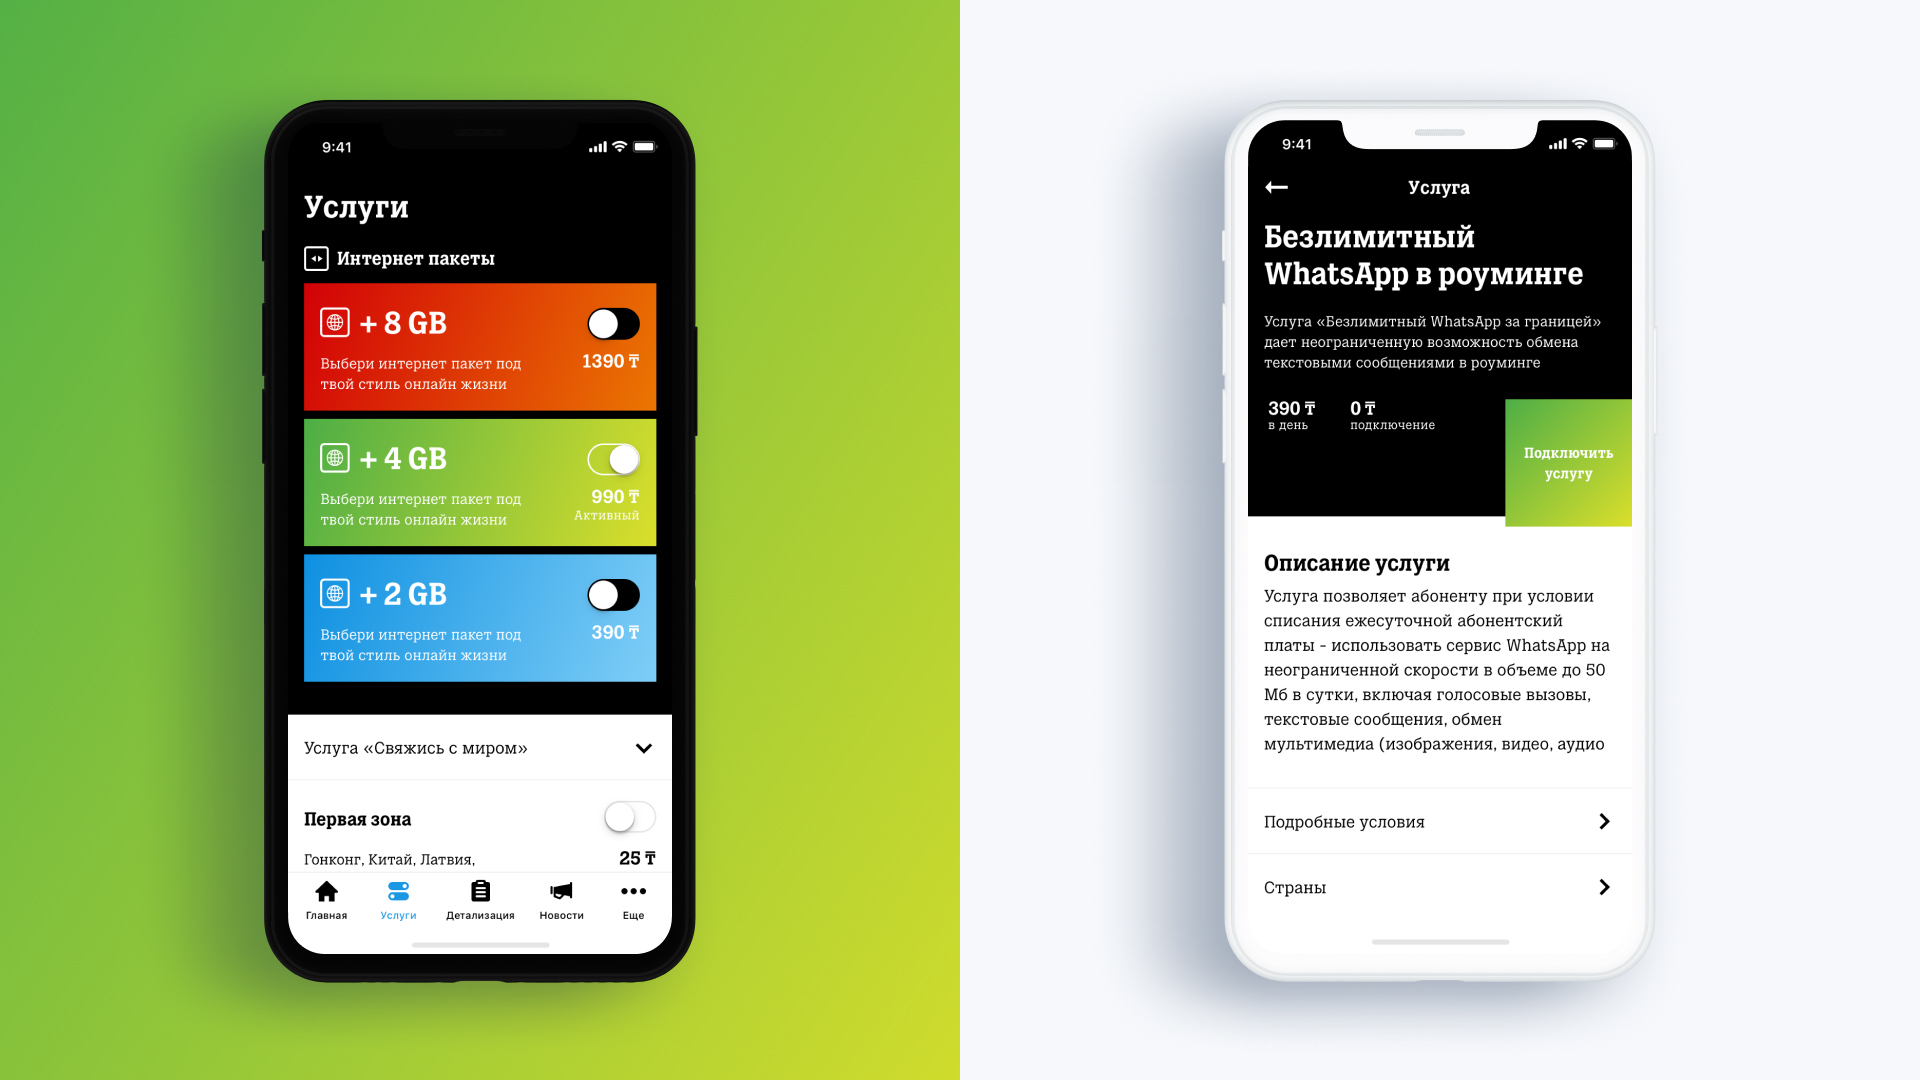 9:41
Услуги
Интернет пакеты
+ 8 GB
Выбери интернет пакет под
твой стиль онлайн жизни
1390 ₸
+ 4 GB
Выбери интернет пакет под
твой стиль онлайн жизни
990 ₸
Активный
+ 2 GB
Выбери интернет пакет под
твой стиль онлайн жизни
390 ₸
Услуга «Свяжись с миром»
Первая зона
Гонконг, Китай, Латвия,
25 ₸
Главная
Услуги
Детализация
Новости
Еще
9:41
Услуга
Безлимитный
WhatsApp в роуминге
Услуга «Безлимитный WhatsApp за границей»
дает неограниченную возможность обмена
текстовыми сообщениями в роуминге
390 ₸
в день
0 ₸
подключение
Подключить
услугу
Описание услуги
Услуга позволяет абоненту при условии
списания ежесуточной абонентский
платы - использовать сервис WhatsApp на
неограниченной скорости в объеме до 50
Мб в сутки, включая голосовые вызовы,
текстовые сообщения, обмен
мультимедиа (изображения, видео, аудио
Подробные условия
Страны